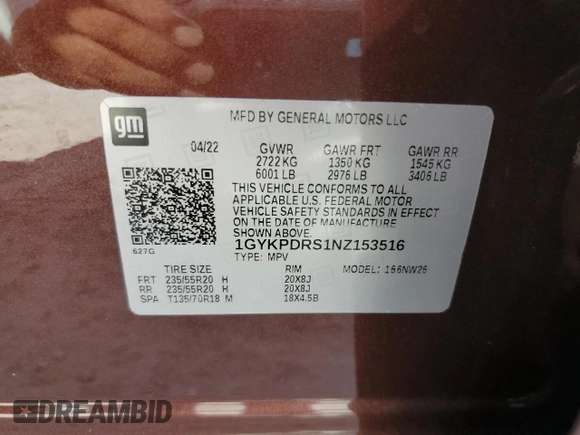 gm
MFD BY GENERAL MOTORS LLC
04/22 GVWR GAWR FRT GAWR RR
2722 KG 1350 KG 1545 KG
6001 LB 2976 LB 3406 LB
THIS VEHICLE CONFORMS TO ALL
APPLICABLE U.S. FEDERAL MOTOR
VEHICLE SAFETY STANDARDS IN EFFECT
ON THE DATE OF MANUFACTURE
SHOWN ABOVE.
1GYKPDRS1NZ153516
627G
TYPE: MPV
TIRE SIZE RIM MODEL: 166NW26
FRT 235/55R20 H 20X8J
RR 235/55R20 H 20X8J
SPA T135/70R18 M 18X4.5B
DREAMBID